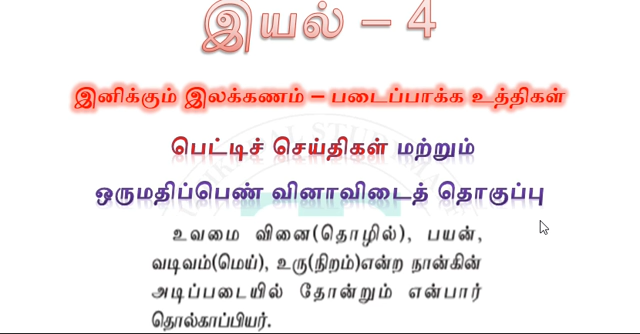 இயல் – 4
இனிக்கும் இலக்கணம் – படைப்பாக்க உத்திகள்
பெட்டிச் செய்திகள் மற்றும்
ஒருமதிப்பெண் வினாவிடைத் தொகுப்பு
உவமை வினை(தொழில்), பயன்,
வடிவம்(மெய்), உரு(நிறம்)என்ற நான்கின்
அடிப்படையில் தோன்றும் என்பார்
தொல்காப்பியர்.